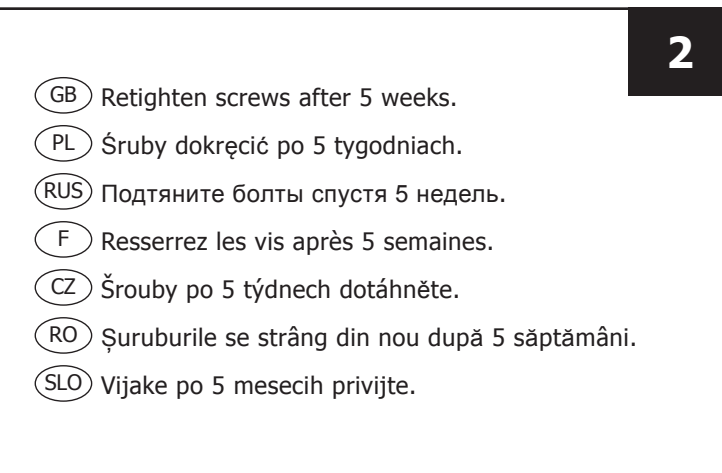 2
GB Retighten screws after 5 weeks.
PL Śruby dokręcić po 5 tygodniach.
RUS Подтяните болты спустя 5 недель.
F Resserrez les vis après 5 semaines.
CZ Šrouby po 5 týdnech dotáhněte.
RO Șuruburile se strâng din nou după 5 săptămâni.
SLO Vijake po 5 mesecih privijte.